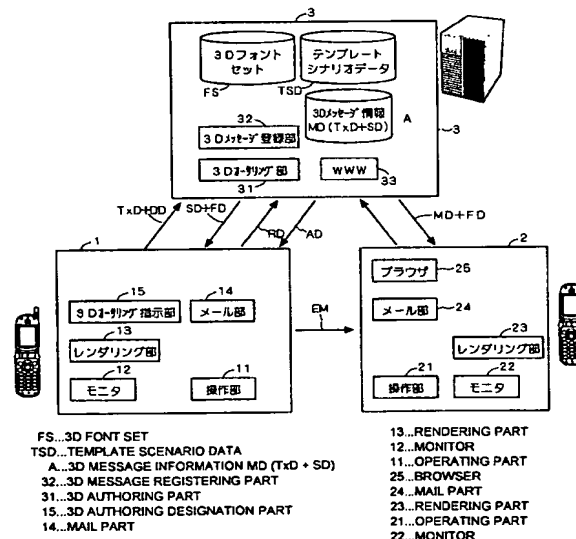 3
3Dフォント
セット
FS
テンプレート
シナリオデータ
TSD
3Dメッセージ情報
MD(TxD+SD)
A
32
3Dメッセージ登録部
3
3Dオーサリング部
31
WWW
33
TxD+DD
SD+FD
RD
AD
MD+FD
1
2
15
3Dオーサリング指示部
14
メール部
13
レンダリング部
12
モニタ
11
操作部
EM
ブラウザ
25
メール部
24
23
レンダリング部
21
操作部
22
モニタ
FS...3D FONT SET
TSD...TEMPLATE SCENARIO DATA
A...3D MESSAGE INFORMATION MD (TxD + SD)
32...3D MESSAGE REGISTERING PART
31...3D AUTHORING PART
15...3D AUTHORING DESIGNATION PART
14...MAIL PART
13...RENDERING PART
12...MONITOR
11...OPERATING PART
25...BROWSER
24...MAIL PART
23...RENDERING PART
21...OPERATING PART
22...MONITOR